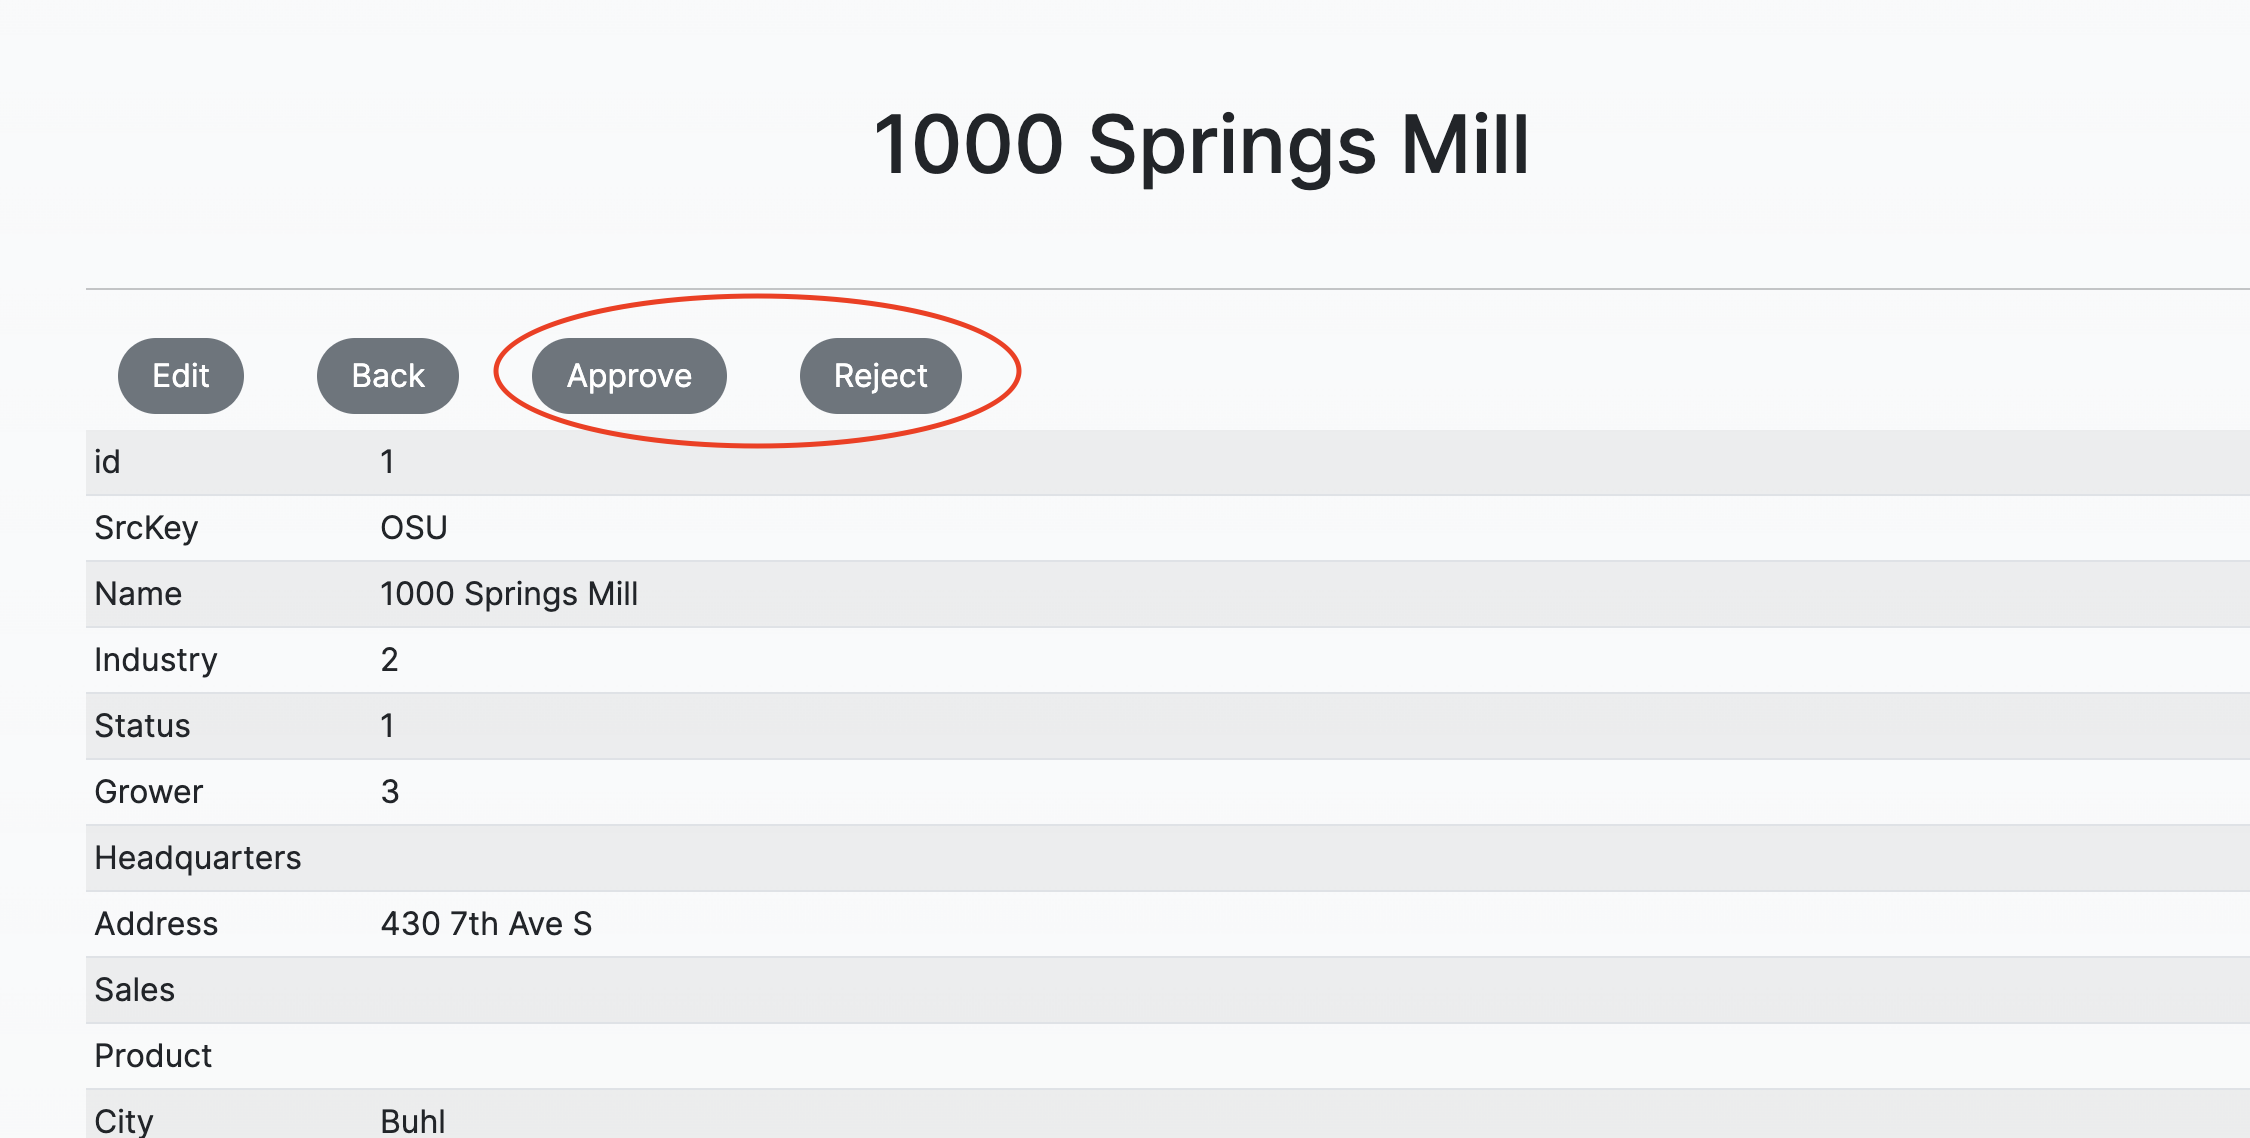 1000 Springs Mill
Edit Back Approve Reject
id 1
SrcKey OSU
Name 1000 Springs Mill
Industry 2
Status 1
Grower 3
Headquarters
Address 430 7th Ave S
Sales
Product
City Buhl